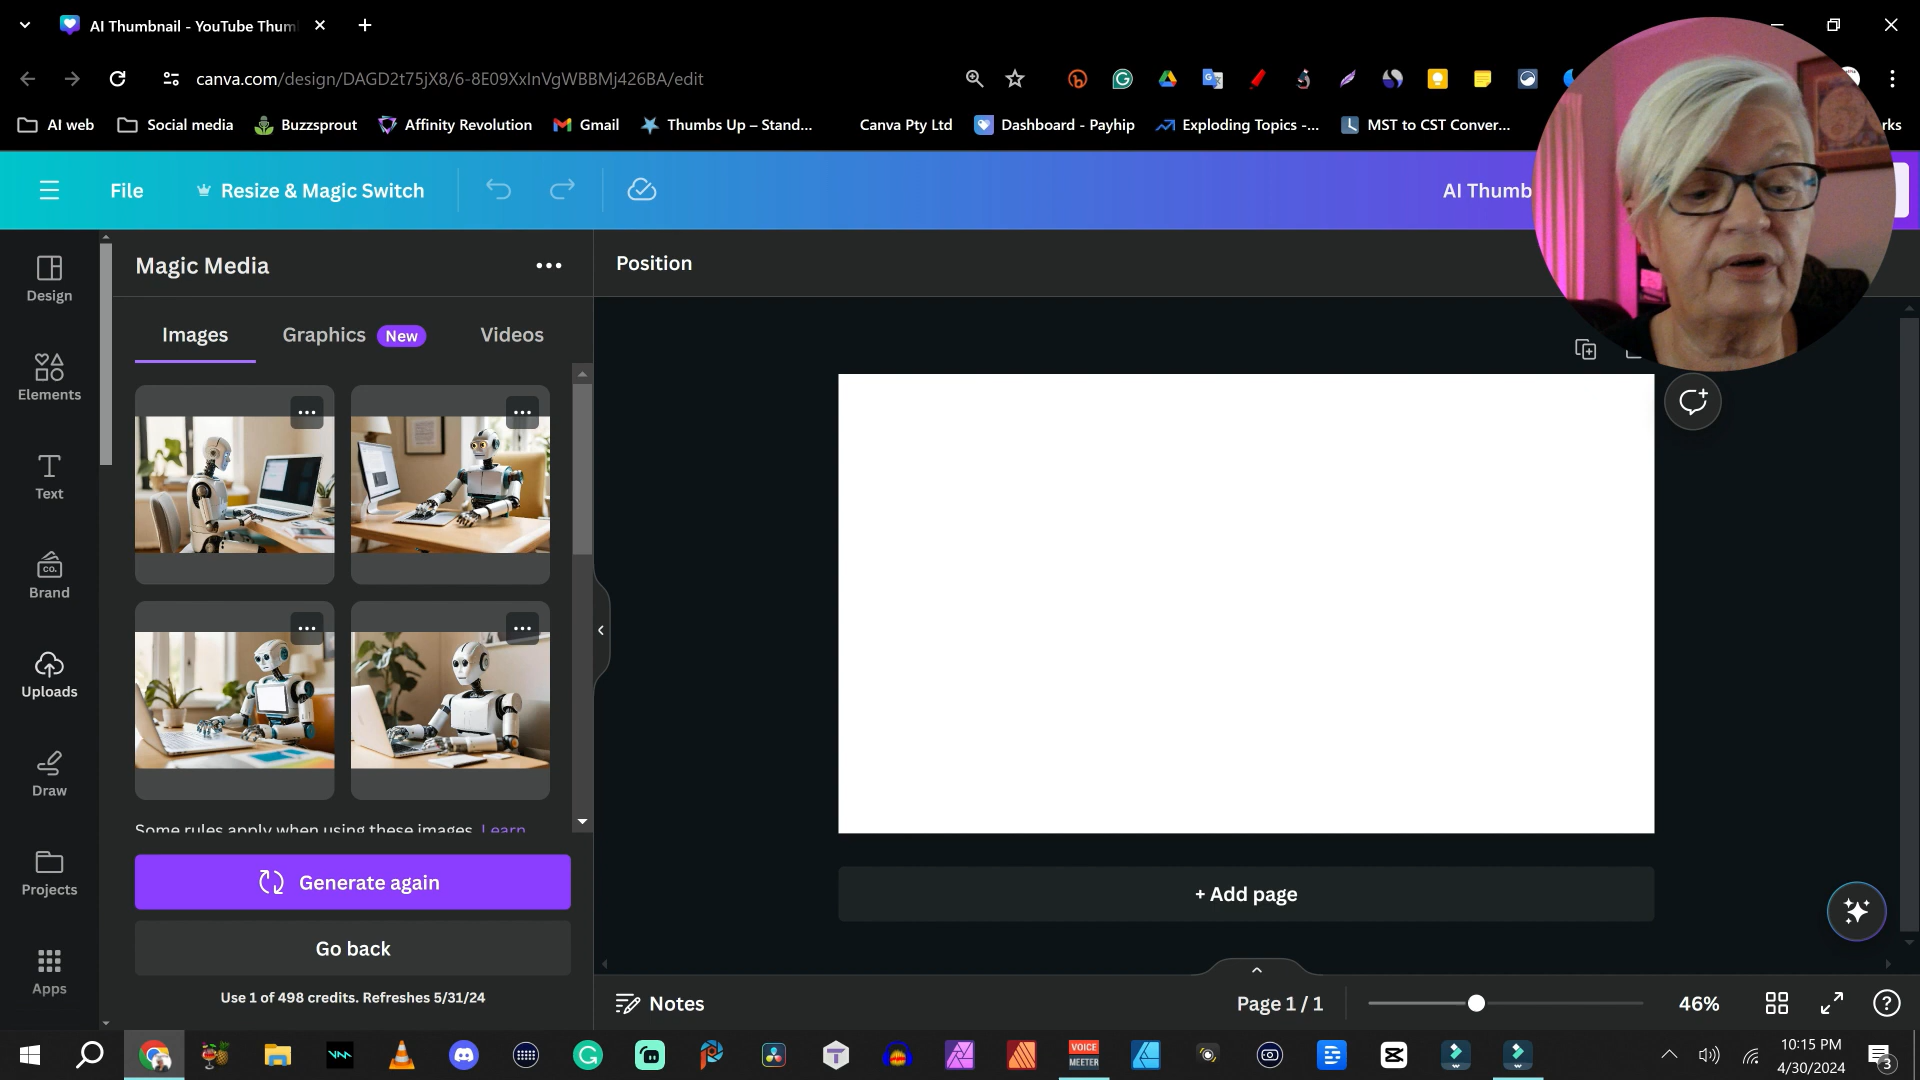 AI Thumbnail - YouTube Thum
canva.com/design/DAGD2t75jX8/6-8E09XxInVgWBBMj426BA/edit
AI web
Social media
Buzzsprout
Affinity Revolution
Gmail
Thumbs Up – Stand...
Canva Pty Ltd
Dashboard - Payhip
Exploding Topics -...
MST to CST Conver...
rks
File
Resize & Magic Switch
AI Thumb
Design
Elements
Text
CO.
Brand
Uploads
Draw
Projects
Apps
Magic Media
Images
Graphics
New
Videos
Some rules apply when using these images. Learn
Generate again
Go back
Use 1 of 498 credits. Refreshes 5/31/24
Position
+ Add page
Notes
Page 1 / 1
46%
VOICE
MEETER
10:15 PM
4/30/2024
3